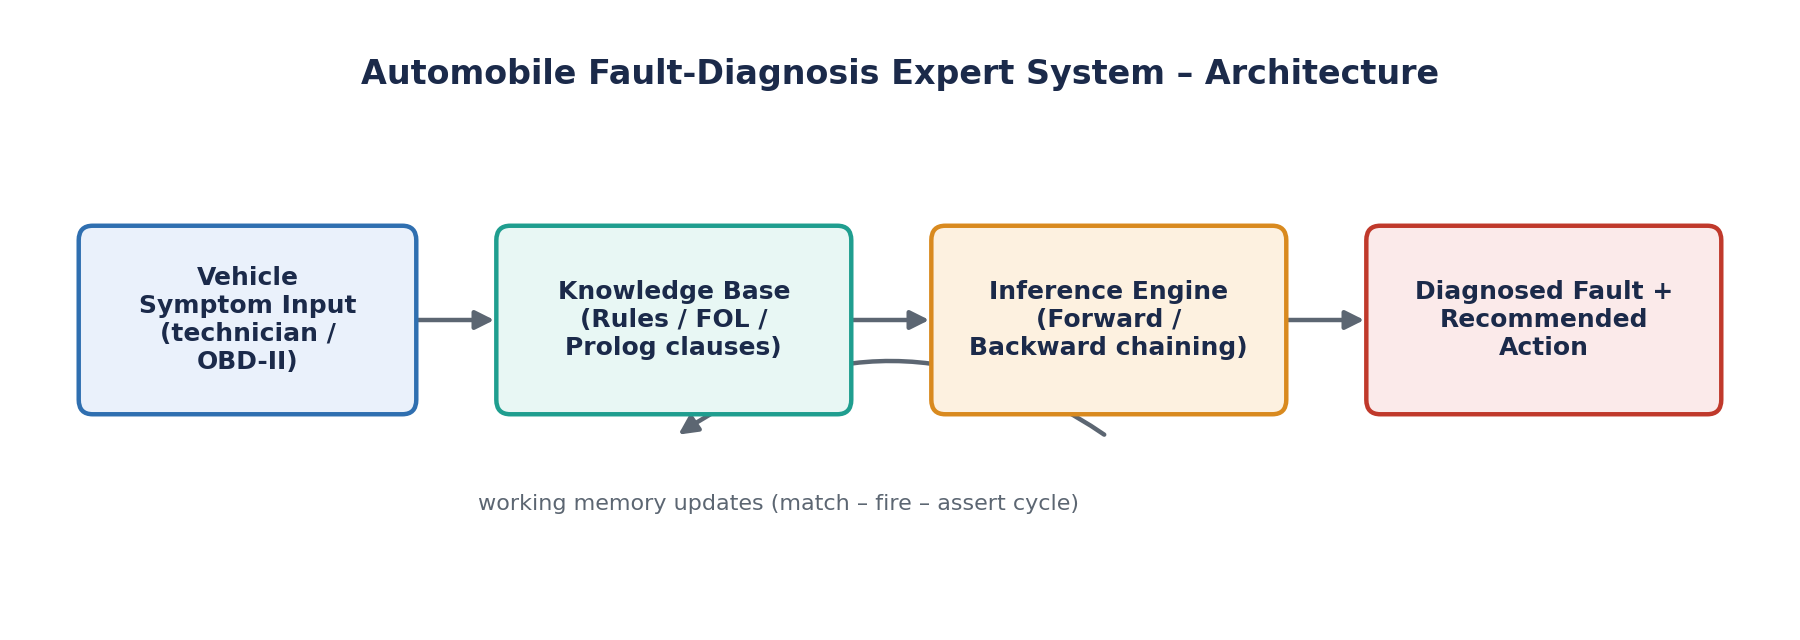 Automobile Fault-Diagnosis Expert System – Architecture
Vehicle
Symptom Input
(technician /
OBD-II)
Knowledge Base
(Rules / FOL /
Prolog clauses)
Inference Engine
(Forward /
Backward chaining)
Diagnosed Fault +
Recommended
Action
working memory updates (match – fire – assert cycle)